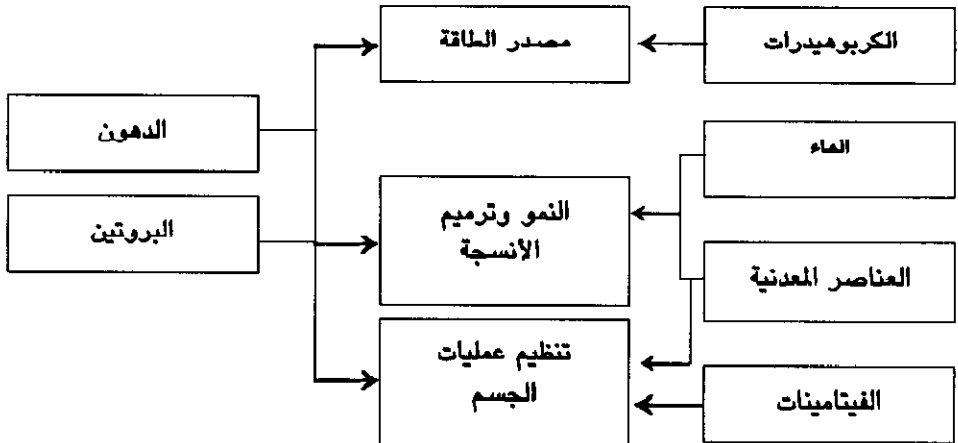 الكربوهيدرات
مصدر الطاقة
الدهون
الماء
البروتين
النمو وترميم
الأنسجة
العناصر المعدنية
تنظيم عمليات
الجسم
الفيتامينات